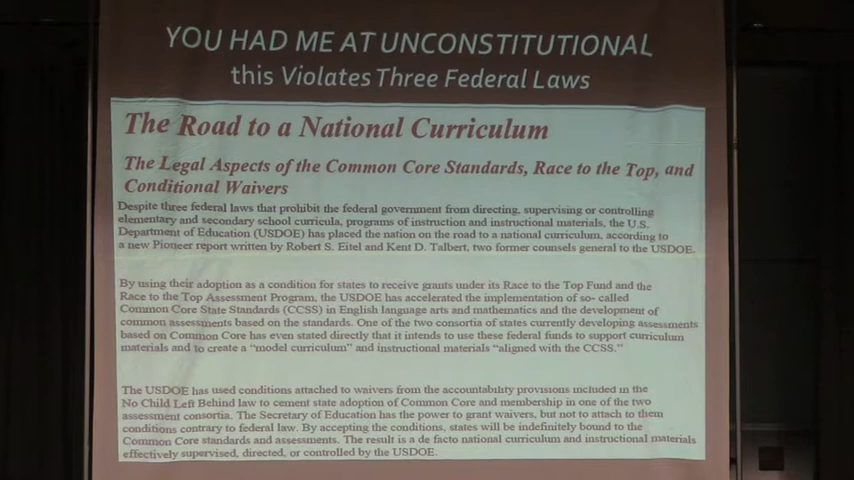 YOU HAD ME AT UNCONSTITUTIONAL
this Violates Three Federal Laws
The Road to a National Curriculum
The Legal Aspects of the Common Core Standards, Race to the Top, and
Conditional Waivers
Despite three federal laws that prohibit the federal government from directing, supervising or controlling
elementary and secondary school curricula, programs of instruction and instructional materials, the U.S.
Department of Education (USDOE) has placed the nation on the road to a national curriculum, according to
a new Pioneer report written by Robert S. Eitel and Kent D. Talbert, two former counsels general to the USDOE.
By using their adoption as a condition for states to receive grants under its Race to the Top Fund and the
Race to the Top Assessment Program, the USDOE has accelerated the implementation of so- called
Common Core State Standards (CCSS) in English language arts and mathematics and the development of
common assessments based on the standards. One of the two consortia of states currently developing assessments
based on Common Core has even stated directly that it intends to use these federal funds to support curriculum
materials and to create a “model curriculum” and instructional materials “aligned with the CCSS.”
The USDOE has used conditions attached to waivers from the accountability provisions included in the
No Child Left Behind law to cement state adoption of Common Core and membership in one of the two
assessment consortia. The Secretary of Education has the power to grant waivers, but not to attach to them
conditions contrary to federal law. By accepting the conditions, states will be indefinitely bound to the
Common Core standards and assessments. The result is a de facto national curriculum and instructional materials
effectively supervised, directed, or controlled by the USDOE.